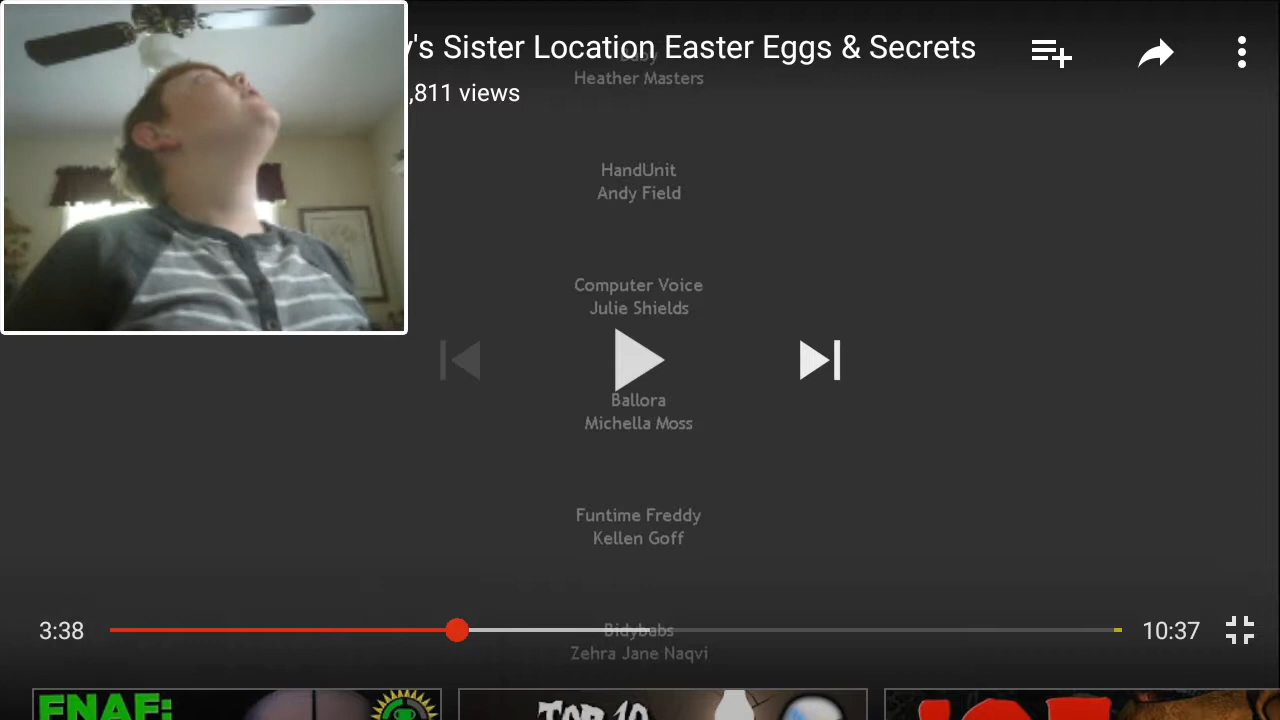 y's Sister Location Easter Eggs & Secrets
,811 views
Baby
Heather Masters
HandUnit
Andy Field
Computer Voice
Julie Shields
Ballora
Michella Moss
Funtime Freddy
Kellen Goff
3:38
10:37
Bidybabs
Zehra Jane Naqvi
FNAF:
TOP 10